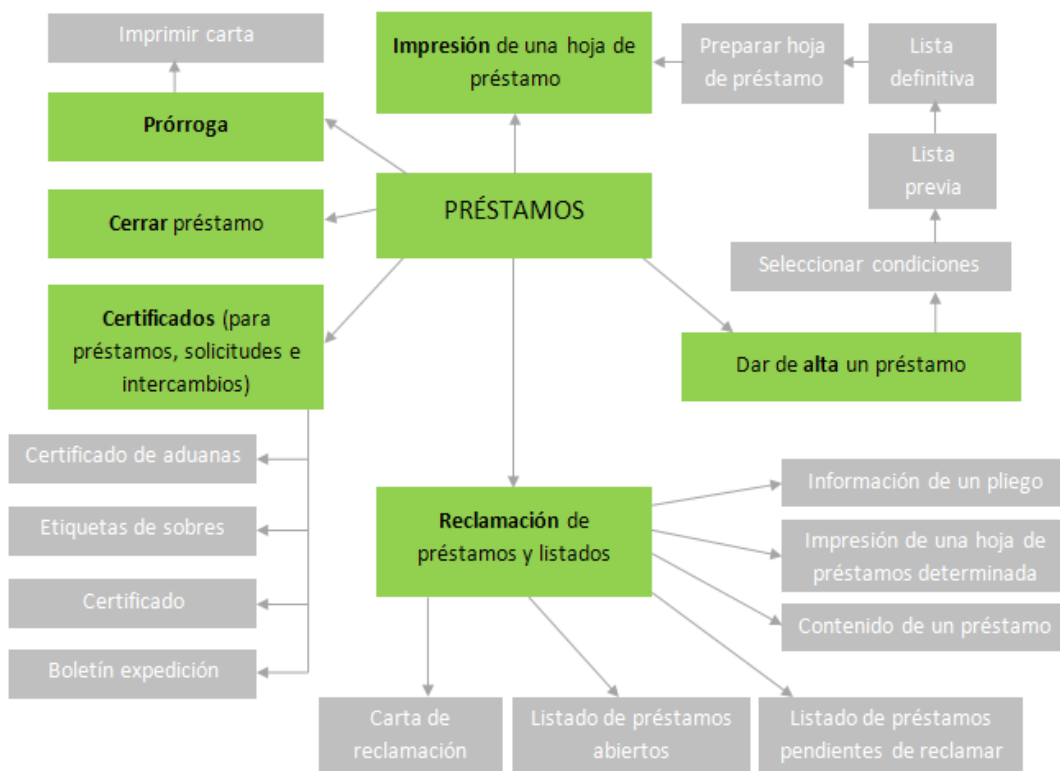 Imprimir carta
Impresión de una hoja de
préstamo
Preparar hoja
de préstamo
Lista
definitiva
Prórroga
Lista
previa
PRÉSTAMOS
Cerrar préstamo
Seleccionar condiciones
Certificados (para
préstamos, solicitudes e
intercambios)
Dar de alta un préstamo
Certificado de aduanas
Etiquetas de sobres
Certificado
Boletín expedición
Reclamación de
préstamos y listados
Información de un pliego
Impresión de una hoja de
préstamos determinada
Contenido de un préstamo
Carta de
reclamación
Listado de préstamos
abiertos
Listado de préstamos
pendientes de reclamar